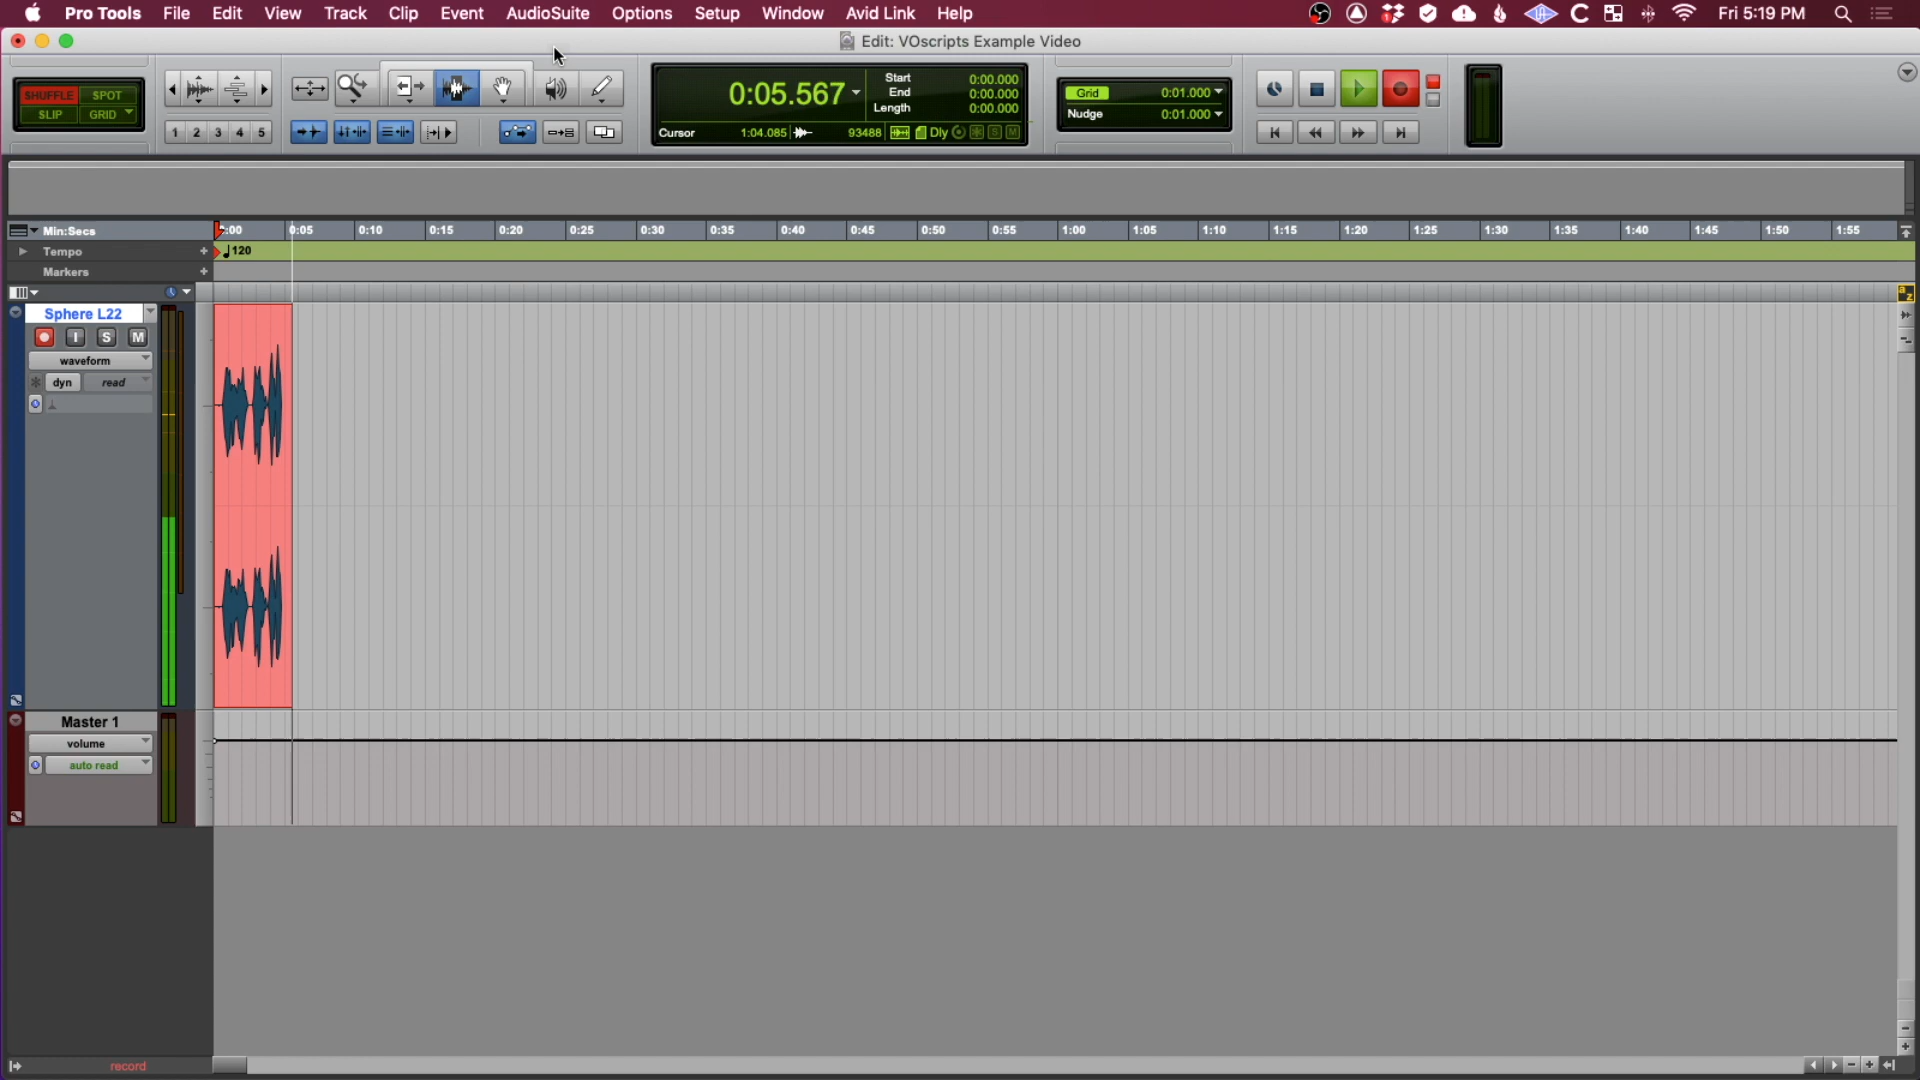 Pro Tools File Edit View Track Clip Event AudioSuite Options Setup Window Avid Link Help Fri 5:19 PM
Edit: VOscripts Example Video
SHUFFLE SPOT
SLIP GRID
1 2 3 4 5
0:05.567
Start 0:00.000
End 0:00.000
Length 0:00.000
Cursor 1:04.085 93488 Dly S M
Grid 0:01.000
Nudge 0:01.000
Min:Secs :00 0:05 0:10 0:15 0:20 0:25 0:30 0:35 0:40 0:45 0:50 0:55 1:00 1:05 1:10 1:15 1:20 1:25 1:30 1:35 1:40 1:45 1:50 1:55
Tempo + 120
Markers +
a z
Sphere L22
I S M
waveform
dyn read
Master 1
volume
auto read
record